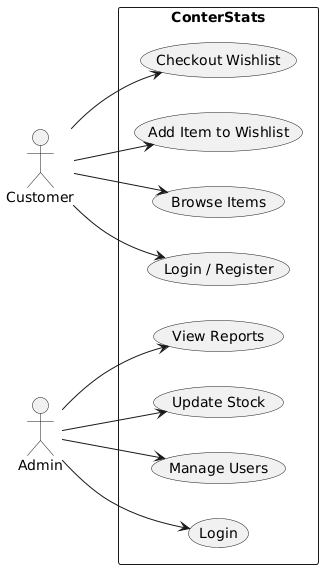 ConterStats
Checkout Wishlist
Add Item to Wishlist
Customer
Browse Items
Login / Register
View Reports
Update Stock
Admin
Manage Users
Login